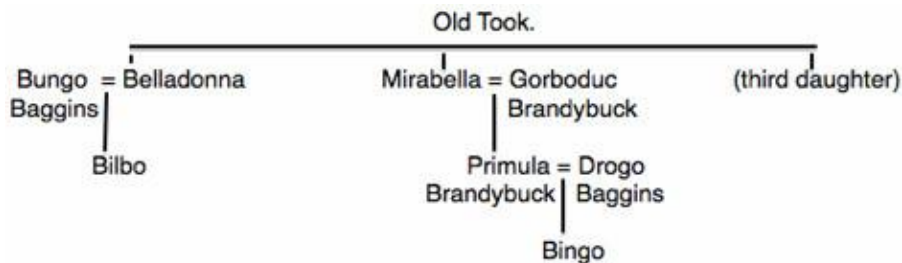 Old Took.
Bungo = Belladonna Mirabella = Gorboduc (third daughter)
Baggins Brandybuck
Bilbo Primula = Drogo
Brandybuck Baggins
Bingo